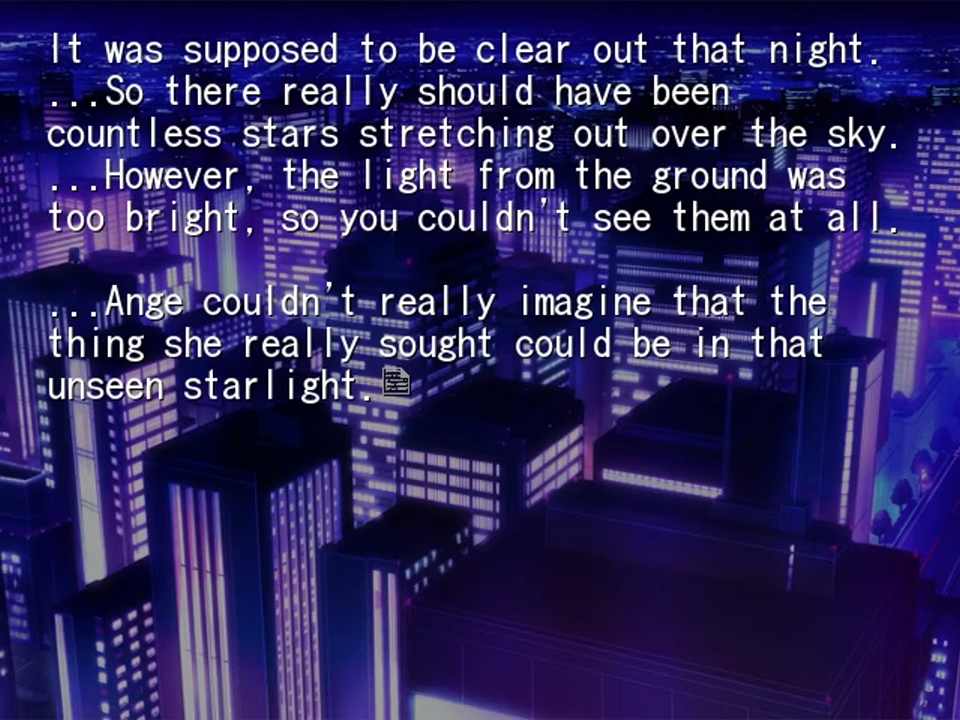 It was supposed to be clear out that night.
...So there really should have been
countless stars stretching out over the sky.
...However, the light from the ground was
too bright, so you couldn't see them at all.
...Ange couldn't really imagine that the
thing she really sought could be in that
unseen starlight.